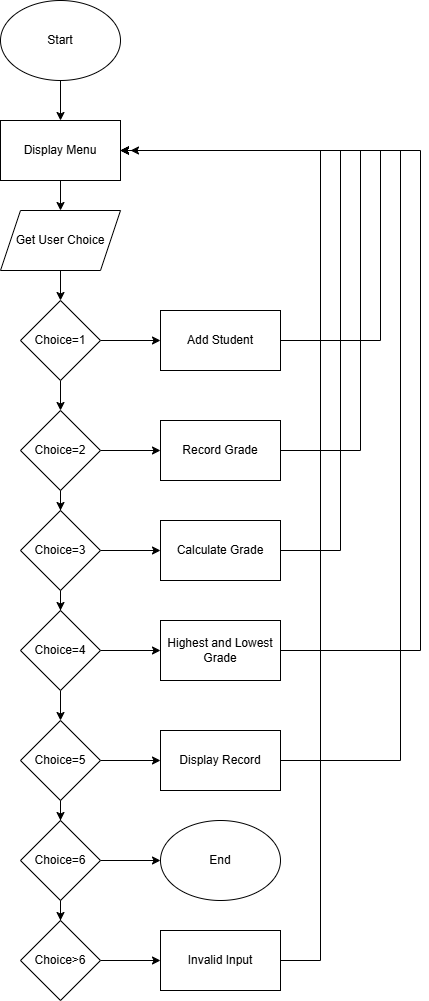 Start
Display Menu
Get User Choice
Choice=1
Add Student
Choice=2
Record Grade
Choice=3
Calculate Grade
Choice=4
Highest and Lowest
Grade
Choice=5
Display Record
Choice=6
End
Choice>6
Invalid Input